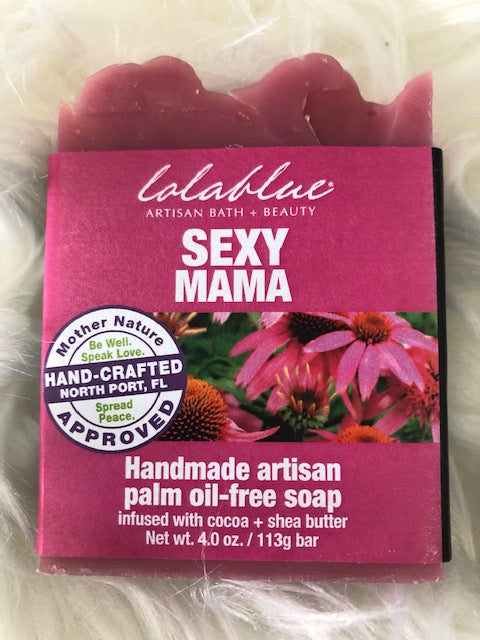 lolablue®
ARTISAN BATH + BEAUTY
SEXY
MAMA
Mother Nature
Be Well.
Speak Love.
HAND-CRAFTED
NORTH PORT, FL
Spread
Peace.
APPROVED
Handmade artisan
palm oil-free soap
infused with cocoa + shea butter
Net wt. 4.0 oz. / 113g bar